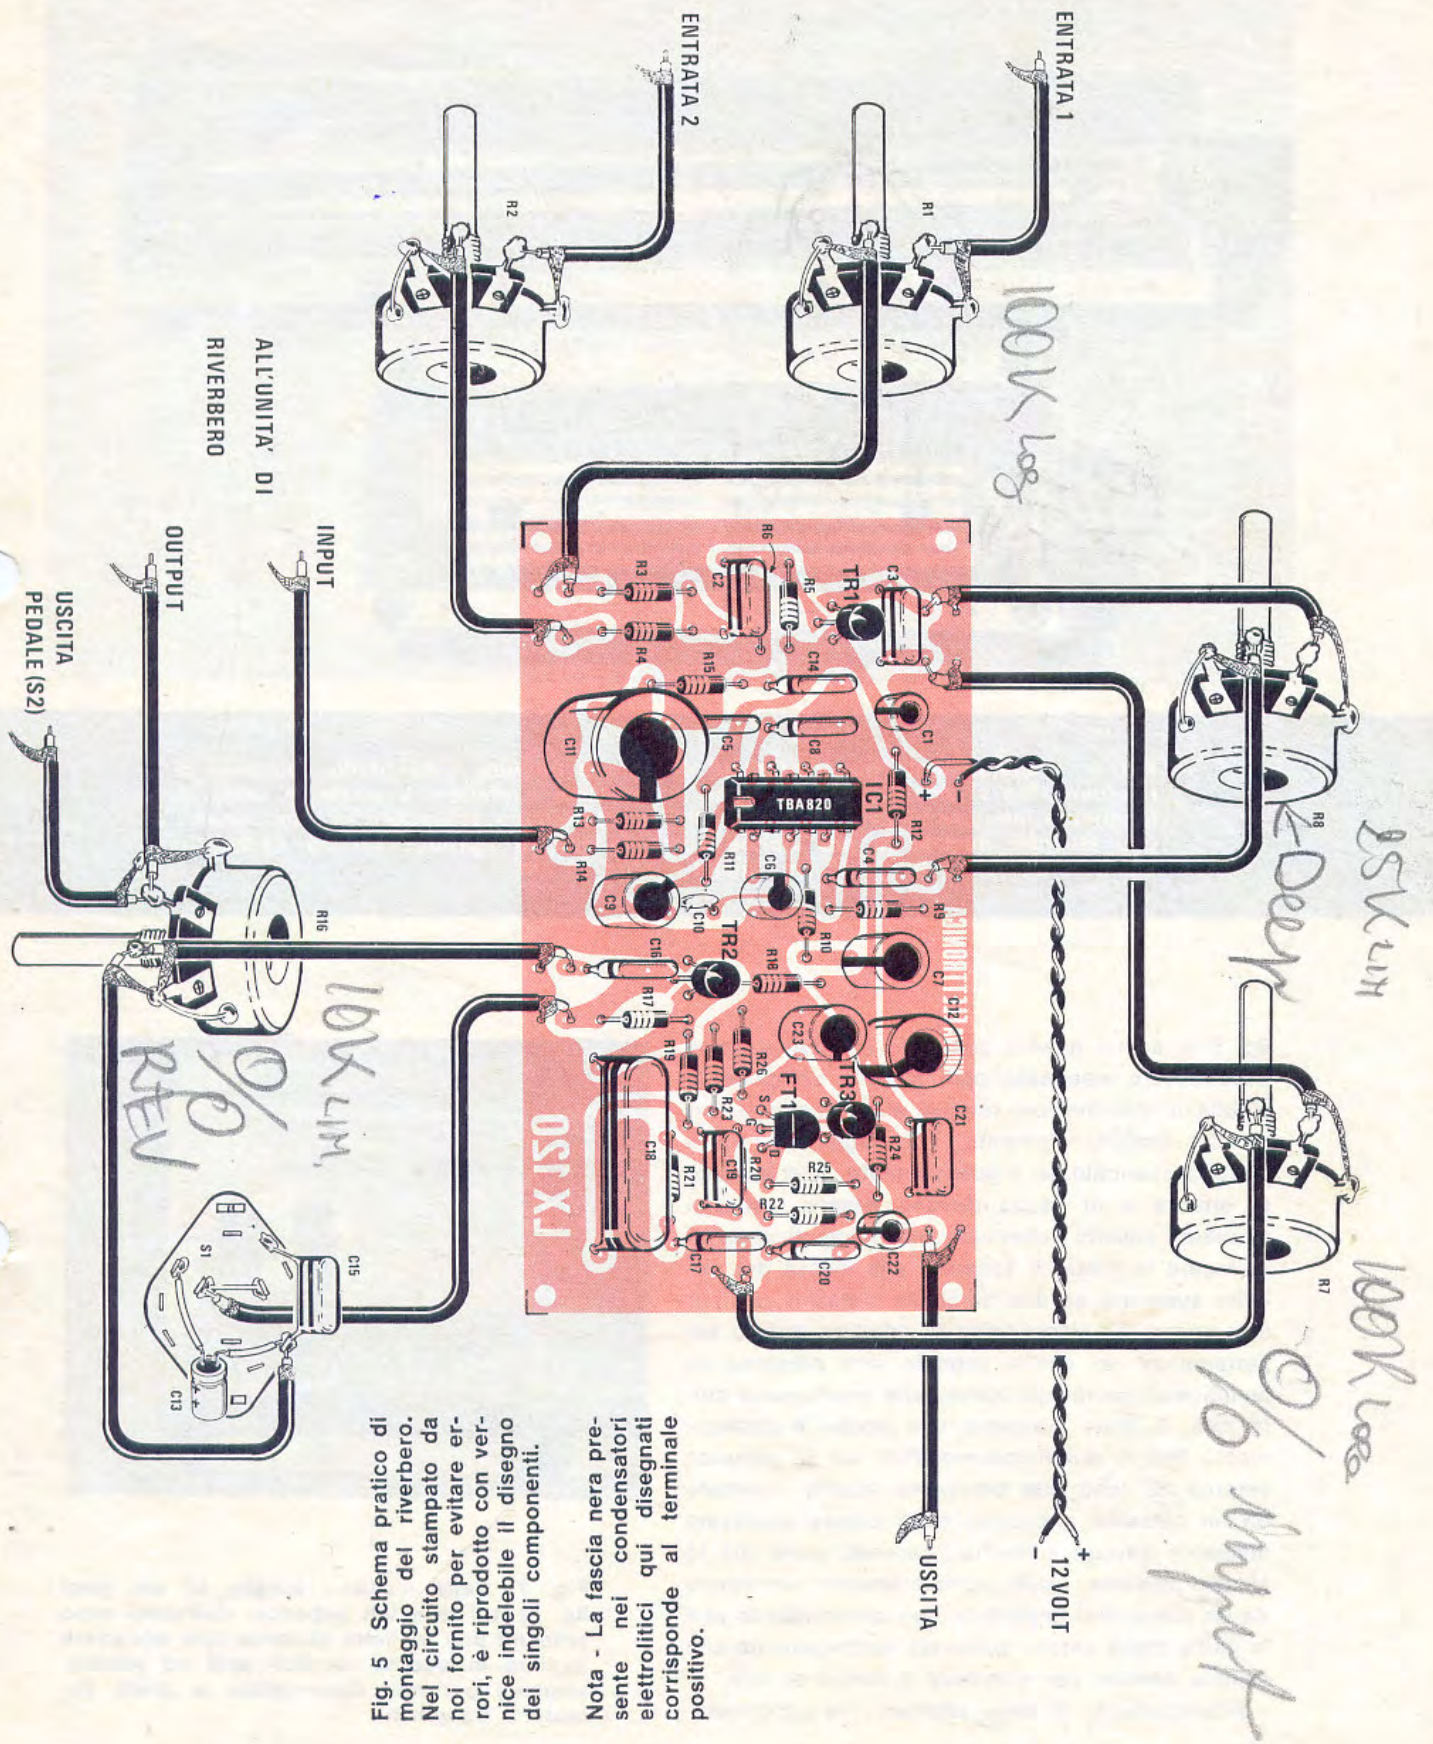 ENTRATA 1
ENTRATA 2
R1
R2
100K Log
ALL'UNITA' DI
RIVERBERO
INPUT
OUTPUT
USCITA
PEDALE (S2)
R8
25K LIM
← Deep
R7
100K Log
Input
R16
10K LIM.
REV
S1
C15
C13
R3
R4
R6
C2
R5
TR1
C3
R15
C14
C1
C11
C5
C8
IC1
TBA820
+
-
R12
R13
R14
R11
C6
C4
C9
C10
R10
R9
TR2
C16
R18
C7
C12
R17
C23
R19
R26
R23
FT1
S
G
D
TR3
R24
C21
C18
R21
C19
R20
R25
R22
C17
C20
C22
LX 120
NUOVA ELETTRONICA
USCITA
+
-
12VOLT
Fig. 5 Schema pratico di
montaggio del riverbero.
Nel circuito stampato da
noi fornito per evitare er-
rori, è riprodotto con ver-
nice indelebile il disegno
dei singoli componenti.
Nota - La fascia nera pre-
sente nei condensatori
elettrolitici qui disegnati
corrisponde al terminale
positivo.